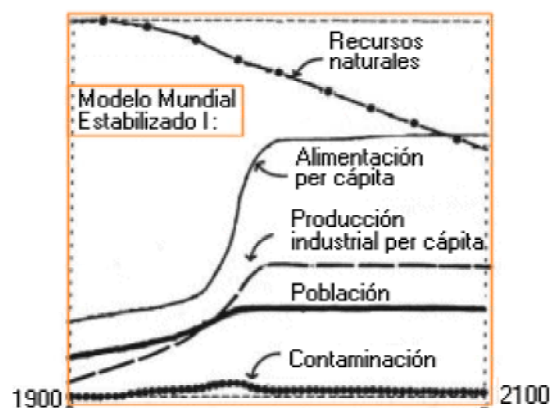 Recursos
naturales
Modelo Mundial
Estabilizado I:
Alimentación
per cápita
Producción
industrial per cápita
Población
Contaminación
1900
2100